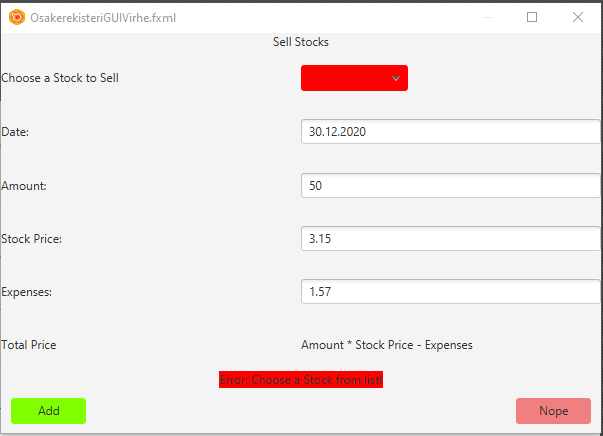 OsakerekisteriGUIVirhe.fxml
Sell Stocks
Choose a Stock to Sell
Date: 30.12.2020
Amount: 50
Stock Price: 3.15
Expenses: 1.57
Total Price Amount * Stock Price - Expenses
Error: Choose a Stock from list!
Add Nope